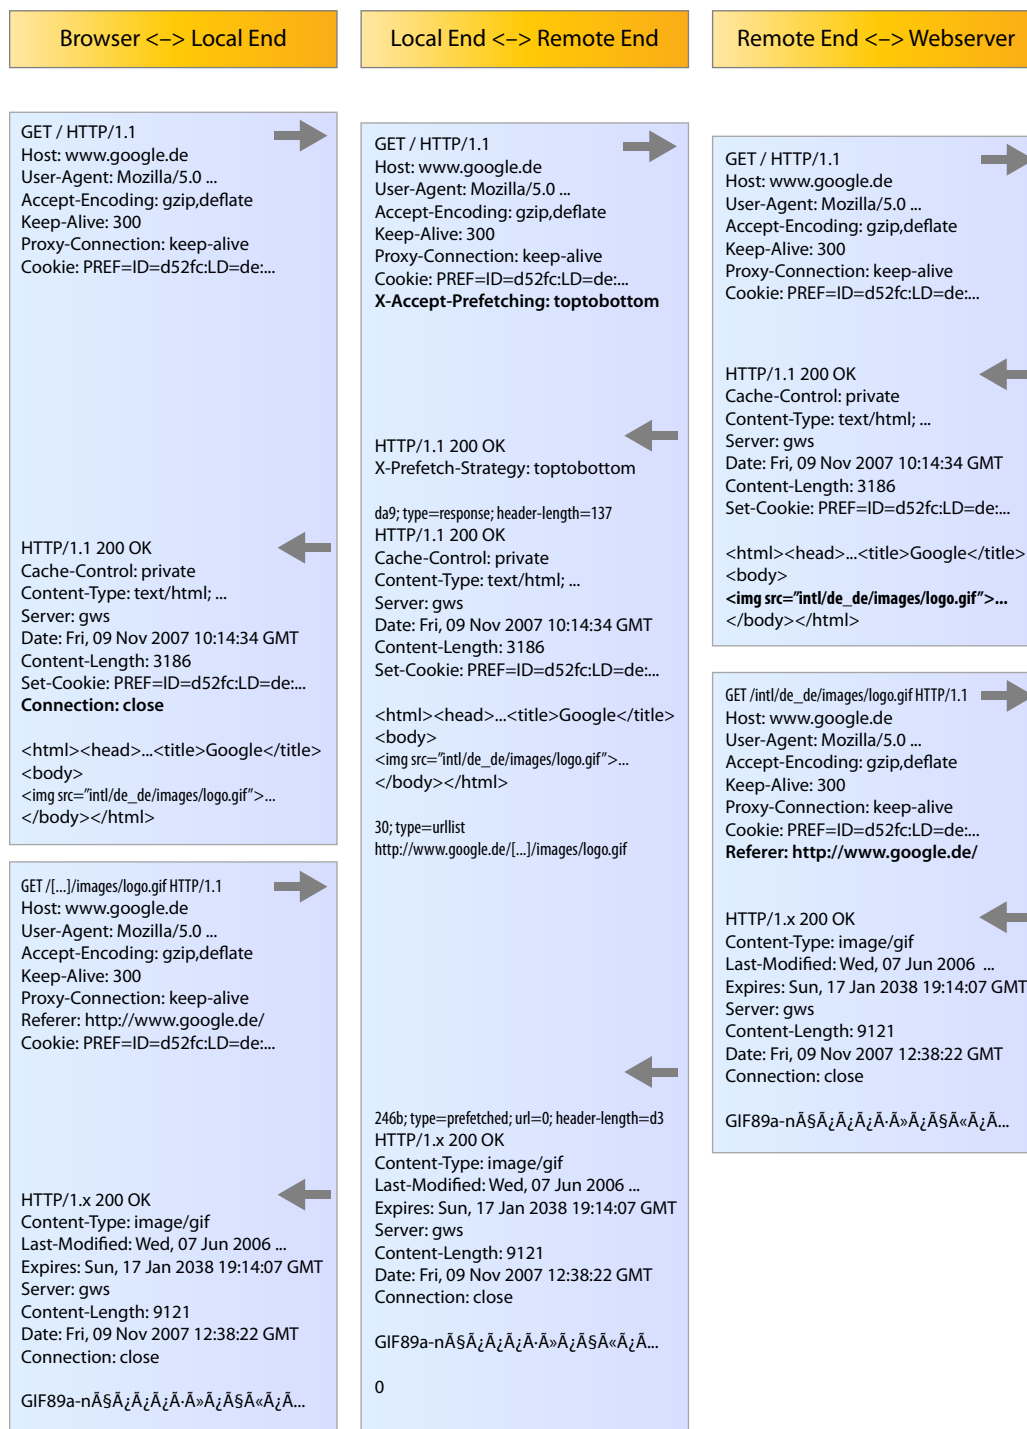 Browser <–> Local End
GET / HTTP/1.1
Host: www.google.de
User-Agent: Mozilla/5.0 ...
Accept-Encoding: gzip,deflate
Keep-Alive: 300
Proxy-Connection: keep-alive
Cookie: PREF=ID=d52fc:LD=de:...
HTTP/1.1 200 OK
Cache-Control: private
Content-Type: text/html; ...
Server: gws
Date: Fri, 09 Nov 2007 10:14:34 GMT
Content-Length: 3186
Set-Cookie: PREF=ID=d52fc:LD=de:...
Connection: close
<html><head>...<title>Google</title>
<body>
<img src="intl/de_de/images/logo.gif">...
</body></html>
GET /[...]/images/logo.gif HTTP/1.1
Host: www.google.de
User-Agent: Mozilla/5.0 ...
Accept-Encoding: gzip,deflate
Keep-Alive: 300
Proxy-Connection: keep-alive
Referer: http://www.google.de/
Cookie: PREF=ID=d52fc:LD=de:...
HTTP/1.x 200 OK
Content-Type: image/gif
Last-Modified: Wed, 07 Jun 2006 ...
Expires: Sun, 17 Jan 2038 19:14:07 GMT
Server: gws
Content-Length: 9121
Date: Fri, 09 Nov 2007 12:38:22 GMT
Connection: close
GIF89a-nÃ§Ã¿Ã¿Ã¿Ã·Ã»Ã¿Ã§Ã«Ã¿Ã...
Local End <–> Remote End
GET / HTTP/1.1
Host: www.google.de
User-Agent: Mozilla/5.0 ...
Accept-Encoding: gzip,deflate
Keep-Alive: 300
Proxy-Connection: keep-alive
Cookie: PREF=ID=d52fc:LD=de:...
X-Accept-Prefetching: toptobottom
HTTP/1.1 200 OK
X-Prefetch-Strategy: toptobottom
da9; type=response; header-length=137
HTTP/1.1 200 OK
Cache-Control: private
Content-Type: text/html; ...
Server: gws
Date: Fri, 09 Nov 2007 10:14:34 GMT
Content-Length: 3186
Set-Cookie: PREF=ID=d52fc:LD=de:...
<html><head>...<title>Google</title>
<body>
<img src="intl/de_de/images/logo.gif">...
</body></html>
30; type=urllist
http://www.google.de/[...]/images/logo.gif
246b; type=prefetched; url=0; header-length=d3
HTTP/1.x 200 OK
Content-Type: image/gif
Last-Modified: Wed, 07 Jun 2006 ...
Expires: Sun, 17 Jan 2038 19:14:07 GMT
Server: gws
Content-Length: 9121
Date: Fri, 09 Nov 2007 12:38:22 GMT
Connection: close
GIF89a-nÃ§Ã¿Ã¿Ã¿Ã·Ã»Ã¿Ã§Ã«Ã¿Ã...
0
Remote End <–> Webserver
GET / HTTP/1.1
Host: www.google.de
User-Agent: Mozilla/5.0 ...
Accept-Encoding: gzip,deflate
Keep-Alive: 300
Proxy-Connection: keep-alive
Cookie: PREF=ID=d52fc:LD=de:...
HTTP/1.1 200 OK
Cache-Control: private
Content-Type: text/html; ...
Server: gws
Date: Fri, 09 Nov 2007 10:14:34 GMT
Content-Length: 3186
Set-Cookie: PREF=ID=d52fc:LD=de:...
<html><head>...<title>Google</title>
<body>
<img src="intl/de_de/images/logo.gif">...
</body></html>
GET /intl/de_de/images/logo.gif HTTP/1.1
Host: www.google.de
User-Agent: Mozilla/5.0 ...
Accept-Encoding: gzip,deflate
Keep-Alive: 300
Proxy-Connection: keep-alive
Cookie: PREF=ID=d52fc:LD=de:...
Referer: http://www.google.de/
HTTP/1.x 200 OK
Content-Type: image/gif
Last-Modified: Wed, 07 Jun 2006 ...
Expires: Sun, 17 Jan 2038 19:14:07 GMT
Server: gws
Content-Length: 9121
Date: Fri, 09 Nov 2007 12:38:22 GMT
Connection: close
GIF89a-nÃ§Ã¿Ã¿Ã¿Ã·Ã»Ã¿Ã§Ã«Ã¿Ã...